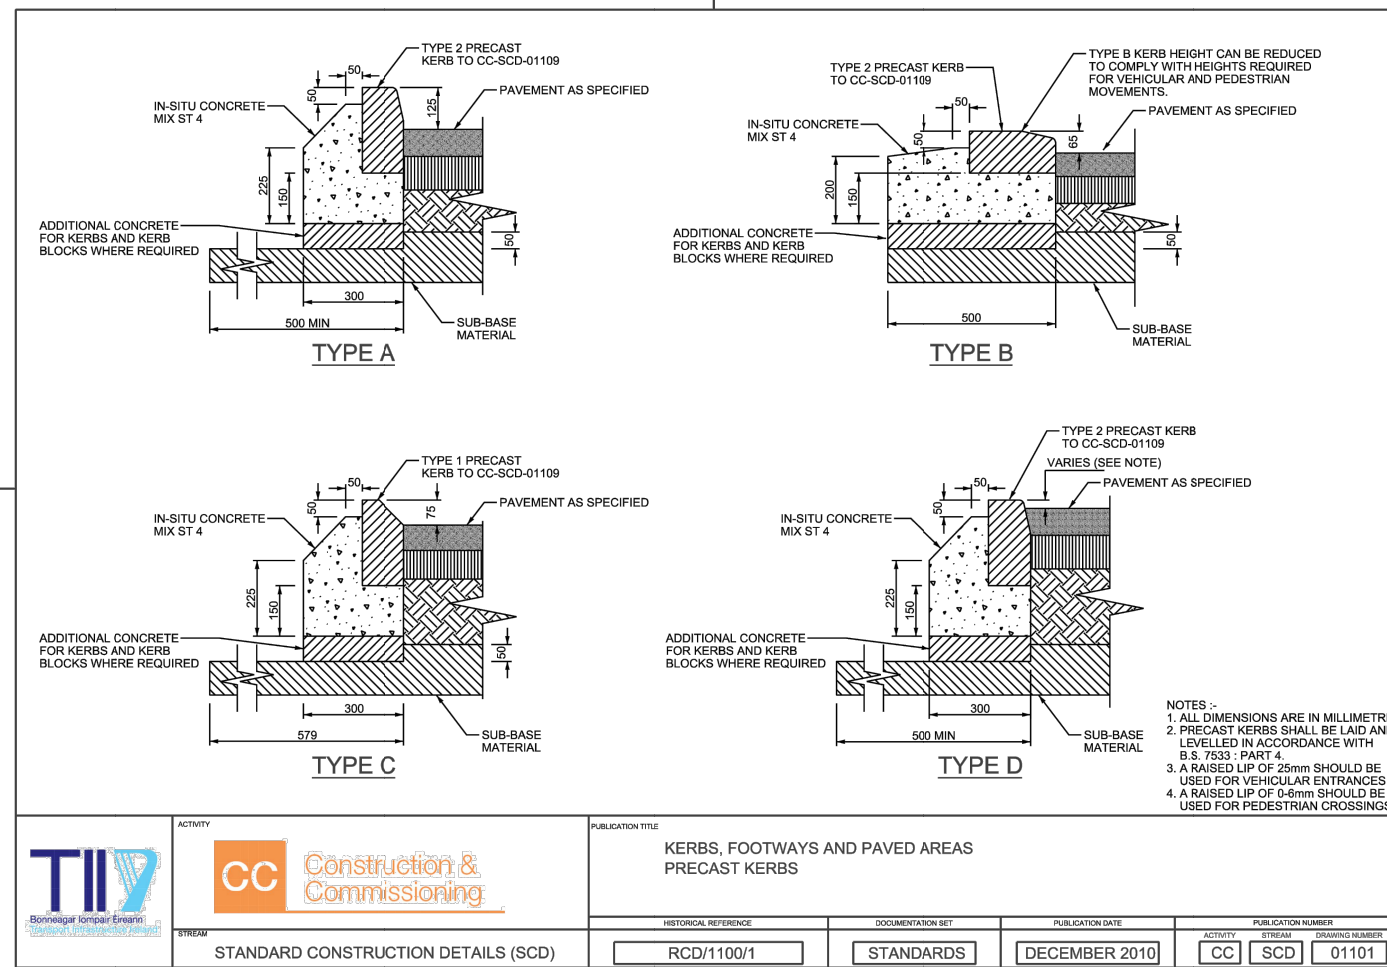 TYPE 2 PRECAST
KERB TO CC-SCD-01109
50
50
125
PAVEMENT AS SPECIFIED
IN-SITU CONCRETE
MIX ST 4
225
150
ADDITIONAL CONCRETE
FOR KERBS AND KERB
BLOCKS WHERE REQUIRED
50
300
500 MIN
SUB-BASE
MATERIAL
TYPE A
TYPE B KERB HEIGHT CAN BE REDUCED
TO COMPLY WITH HEIGHTS REQUIRED
FOR VEHICULAR AND PEDESTRIAN
MOVEMENTS.
TYPE 2 PRECAST KERB
TO CC-SCD-01109
50
PAVEMENT AS SPECIFIED
IN-SITU CONCRETE
MIX ST 4
50
65
200
150
ADDITIONAL CONCRETE
FOR KERBS AND KERB
BLOCKS WHERE REQUIRED
50
500
SUB-BASE
MATERIAL
TYPE B
TYPE 1 PRECAST
KERB TO CC-SCD-01109
50
50
75
PAVEMENT AS SPECIFIED
IN-SITU CONCRETE
MIX ST 4
225
150
ADDITIONAL CONCRETE
FOR KERBS AND KERB
BLOCKS WHERE REQUIRED
50
300
579
SUB-BASE
MATERIAL
TYPE C
TYPE 2 PRECAST KERB
TO CC-SCD-01109
VARIES (SEE NOTE)
50
50
PAVEMENT AS SPECIFIED
IN-SITU CONCRETE
MIX ST 4
225
150
ADDITIONAL CONCRETE
FOR KERBS AND KERB
BLOCKS WHERE REQUIRED
300
500 MIN
SUB-BASE
MATERIAL
TYPE D
NOTES :-
1. ALL DIMENSIONS ARE IN MILLIMETR
2. PRECAST KERBS SHALL BE LAID AN
LEVELLED IN ACCORDANCE WITH
B.S. 7533 : PART 4.
3. A RAISED LIP OF 25mm SHOULD BE
USED FOR VEHICULAR ENTRANCES
4. A RAISED LIP OF 0-6mm SHOULD BE
USED FOR PEDESTRIAN CROSSINGS
TII
Bonneagar Iompair Éireann
Transport Infrastructure Ireland
ACTIVITY
CC
Construction &
Commissioning
STREAM
STANDARD CONSTRUCTION DETAILS (SCD)
PUBLICATION TITLE
KERBS, FOOTWAYS AND PAVED AREAS
PRECAST KERBS
HISTORICAL REFERENCE
RCD/1100/1
DOCUMENTATION SET
STANDARDS
PUBLICATION DATE
DECEMBER 2010
PUBLICATION NUMBER
ACTIVITY STREAM DRAWING NUMBER
CC SCD 01101